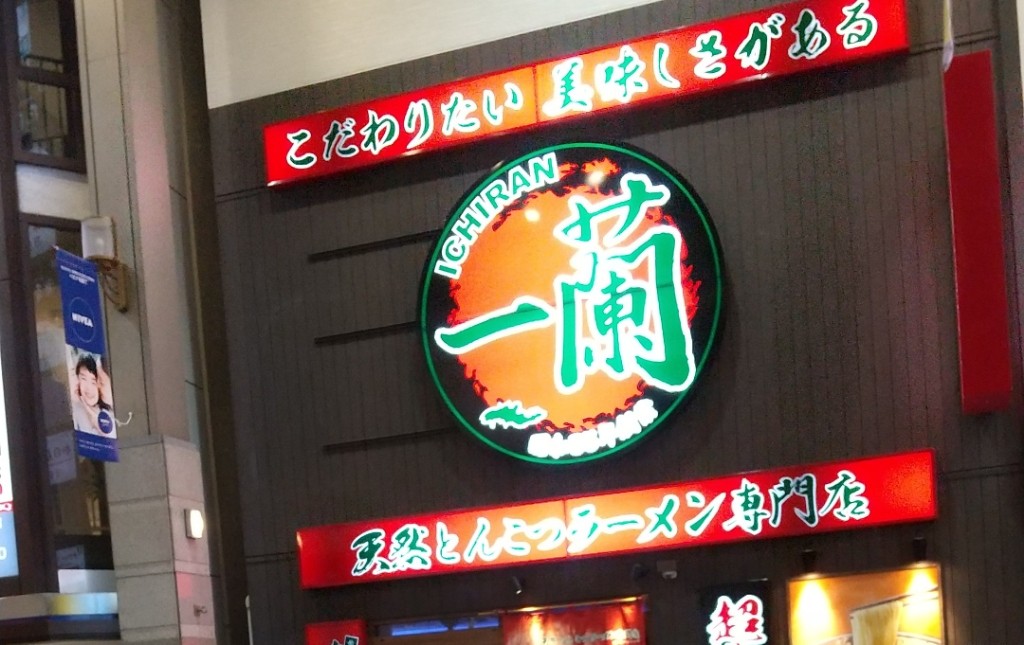 こだわりたい 美味しさがある
ICHIRAN
一蘭
天然とんこつラーメン専門店
NIVEA
超